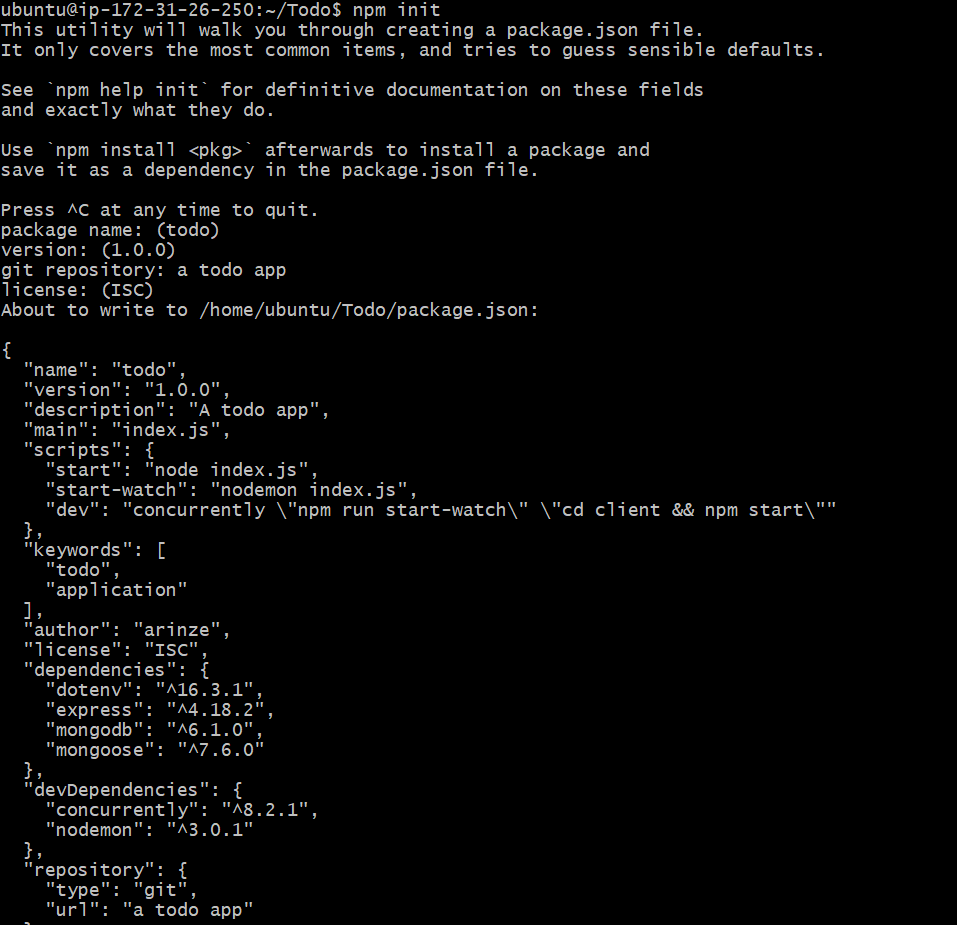 ubuntu@ip-172-31-26-250:~/Todo$ npm init
This utility will walk you through creating a package.json file.
It only covers the most common items, and tries to guess sensible defaults.

See `npm help init` for definitive documentation on these fields
and exactly what they do.

Use `npm install <pkg>` afterwards to install a package and
save it as a dependency in the package.json file.

Press ^C at any time to quit.
package name: (todo)
version: (1.0.0)
git repository: a todo app
license: (ISC)
About to write to /home/ubuntu/Todo/package.json:

{
  "name": "todo",
  "version": "1.0.0",
  "description": "A todo app",
  "main": "index.js",
  "scripts": {
    "start": "node index.js",
    "start-watch": "nodemon index.js",
    "dev": "concurrently \"npm run start-watch\" \"cd client && npm start\""
  },
  "keywords": [
    "todo",
    "application"
  ],
  "author": "arinze",
  "license": "ISC",
  "dependencies": {
    "dotenv": "^16.3.1",
    "express": "^4.18.2",
    "mongodb": "^6.1.0",
    "mongoose": "^7.6.0"
  },
  "devDependencies": {
    "concurrently": "^8.2.1",
    "nodemon": "^3.0.1"
  },
  "repository": {
    "type": "git",
    "url": "a todo app"